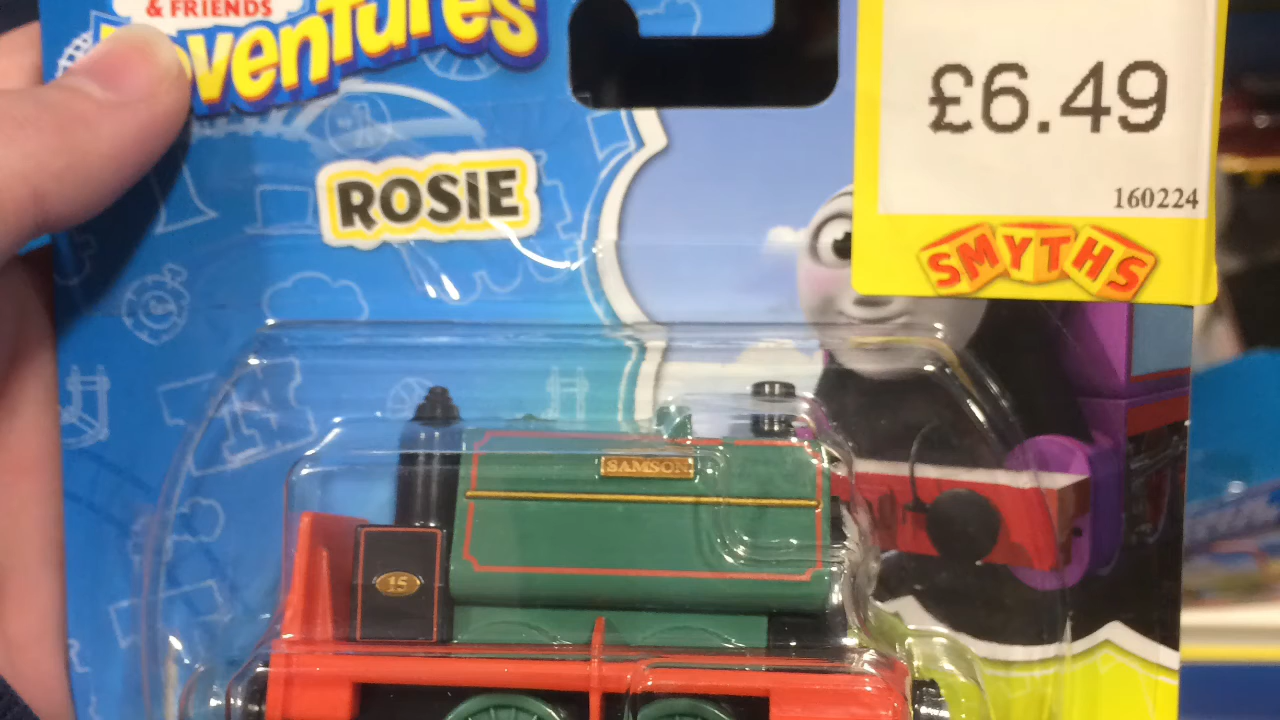 & FRIENDS
Adventures
£6.49
160224
SMYTHS
ROSIE
SAMSON
15